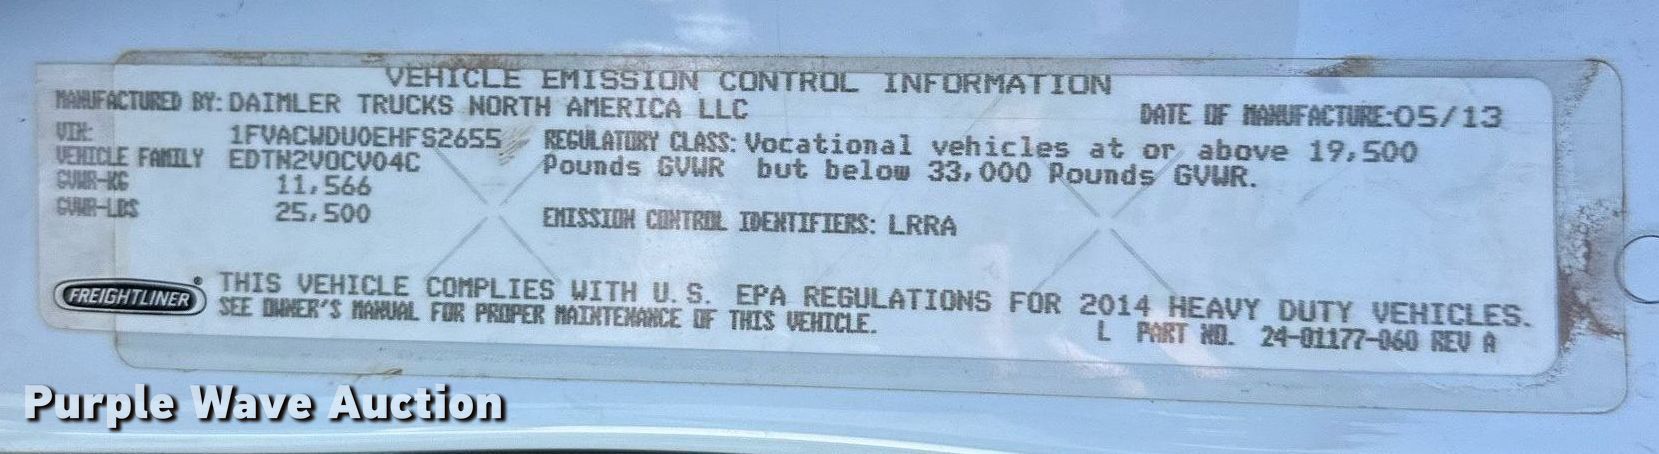 VEHICLE EMISSION CONTROL INFORMATION
MANUFACTURED BY: DAIMLER TRUCKS NORTH AMERICA LLC
DATE OF MANUFACTURE: 05/13
VIN: 1FVACWDU0EHFS2655
REGULATORY CLASS: Vocational vehicles at or above 19,500
VEHICLE FAMILY EDTN2VOCV04C
Pounds GVWR but below 33,000 Pounds GVWR.
GVWR-KG 11,566
GVWR-LBS 25,500
EMISSION CONTROL IDENTIFIERS: LRRA
FREIGHTLINER®
THIS VEHICLE COMPLIES WITH U.S. EPA REGULATIONS FOR 2014 HEAVY DUTY VEHICLES.
SEE OWNER'S MANUAL FOR PROPER MAINTENANCE OF THIS VEHICLE.
L PART NO. 24-01177-060 REV A
Purple Wave Auction